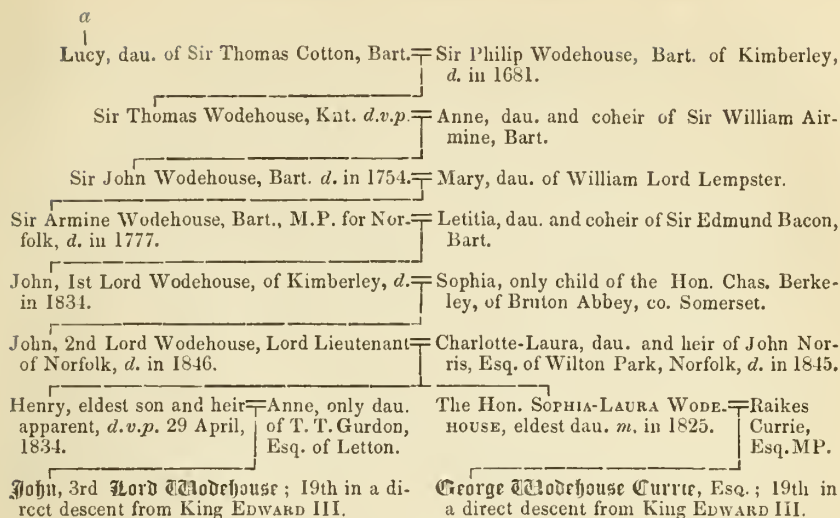 a
Lucy, dau. of Sir Thomas Cotton, Bart. Sir Philip Wodehouse, Bart. of Kimberley,
d. in 1681.
Sir Thomas Wodehouse, Knt. d.v.p. Anne, dau. and coheir of Sir William Air-
mine, Bart.
Sir John Wodehouse, Bart. d. in 1754. Mary, dau. of William Lord Lempster.
Sir Armine Wodehouse, Bart., M.P. for Nor-
folk, d. in 1777.
Letitia, dau. and coheir of Sir Edmund Bacon,
Bart.
John, 1st Lord Wodehouse, of Kimberley, d.
in 1834.
Sophia, only child of the Hon. Chas. Berke-
ley, of Bruton Abbey, co. Somerset.
John, 2nd Lord Wodehouse, Lord Lieutenant
of Norfolk, d. in 1846.
Charlotte-Laura, dau. and heir of John Nor-
ris, Esq. of Wilton Park, Norfolk, d. in 1845.
Henry, eldest son and heir
apparent, d.v.p. 29 April,
1834.
Anne, only dau.
of T. T. Gurdon,
Esq. of Letton.
The Hon. SOPHIA-LAURA WODE-
HOUSE, eldest dau. m. in 1825.
Raikes
Currie,
Esq. MP.
John, 3rd Lord Wodehouse; 19th in a di-
rect descent from King EDWARD III.
George Wodehouse Currie, Esq.; 19th in
a direct descent from King EDWARD III.